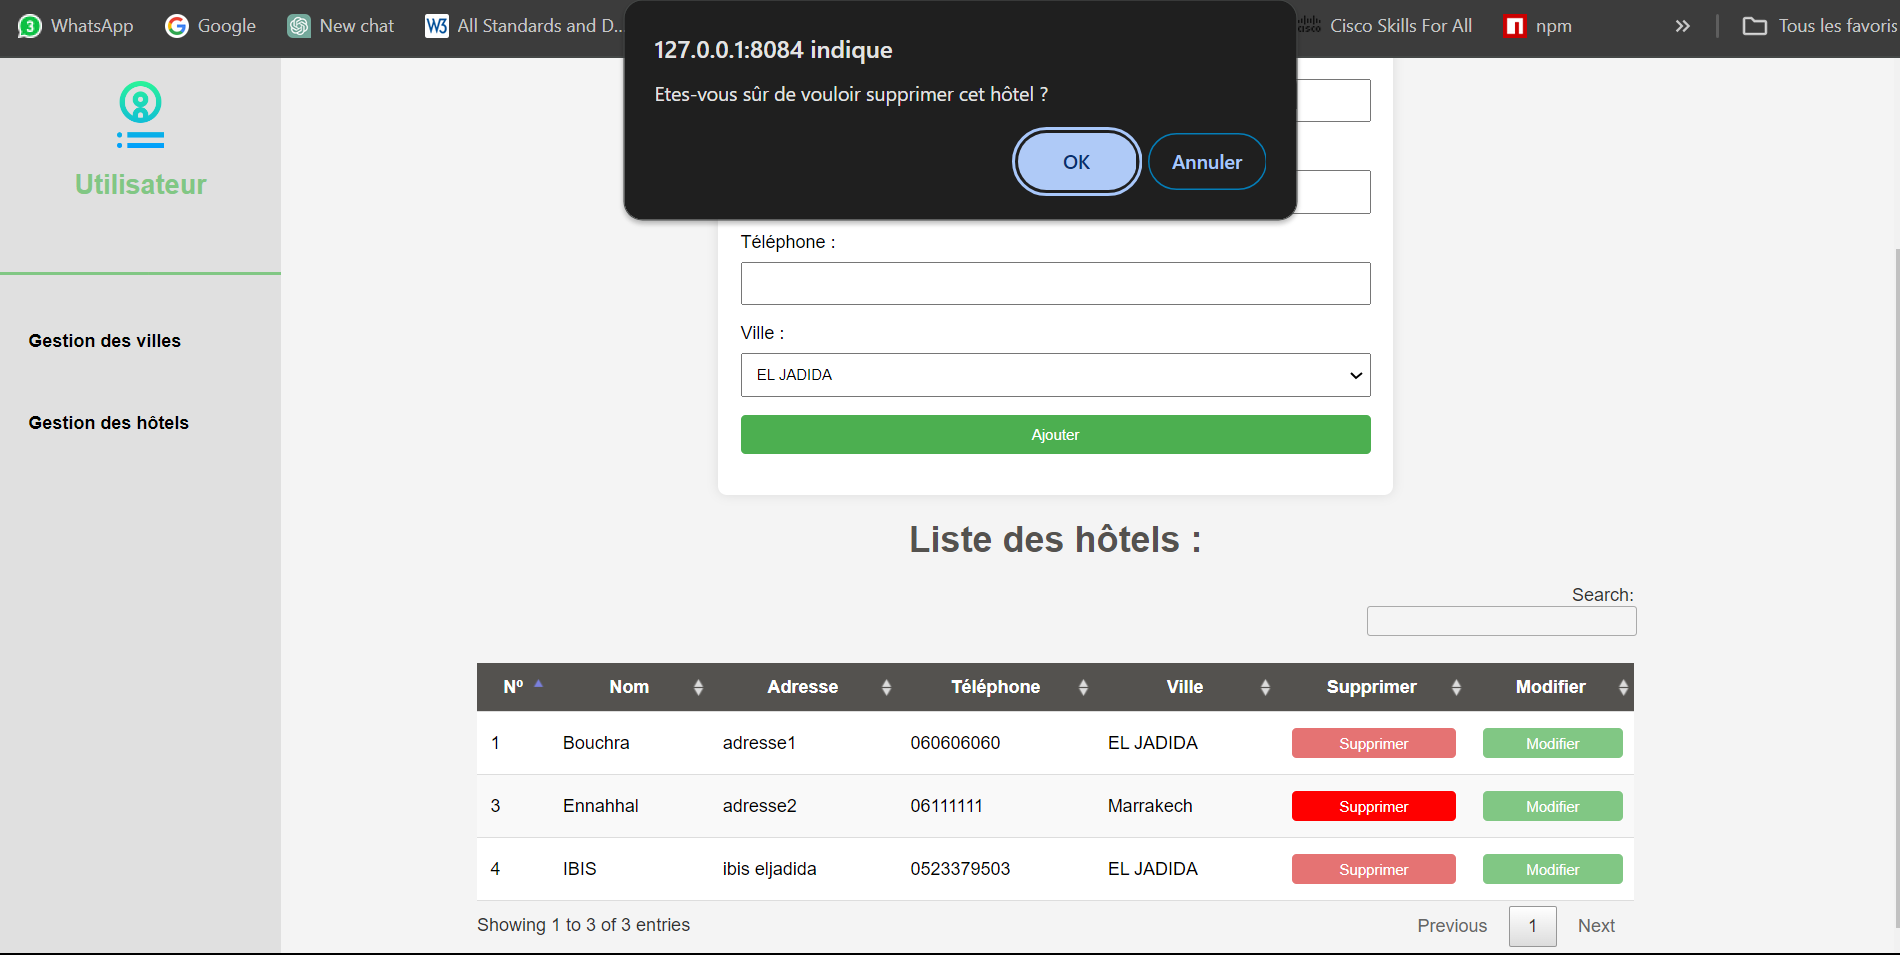 WhatsApp Google New chat All Standards and D... Cisco Skills For All npm Tous les favoris
127.0.0.1:8084 indique
Etes-vous sûr de vouloir supprimer cet hôtel ?
OK Annuler
Utilisateur
Gestion des villes
Gestion des hôtels
Téléphone :
Ville :
EL JADIDA
Ajouter
Liste des hôtels :
Search:
Nº Nom Adresse Téléphone Ville Supprimer Modifier
1 Bouchra adresse1 060606060 EL JADIDA Supprimer Modifier
3 Ennahhal adresse2 06111111 Marrakech Supprimer Modifier
4 IBIS ibis eljadida 0523379503 EL JADIDA Supprimer Modifier
Showing 1 to 3 of 3 entries Previous 1 Next